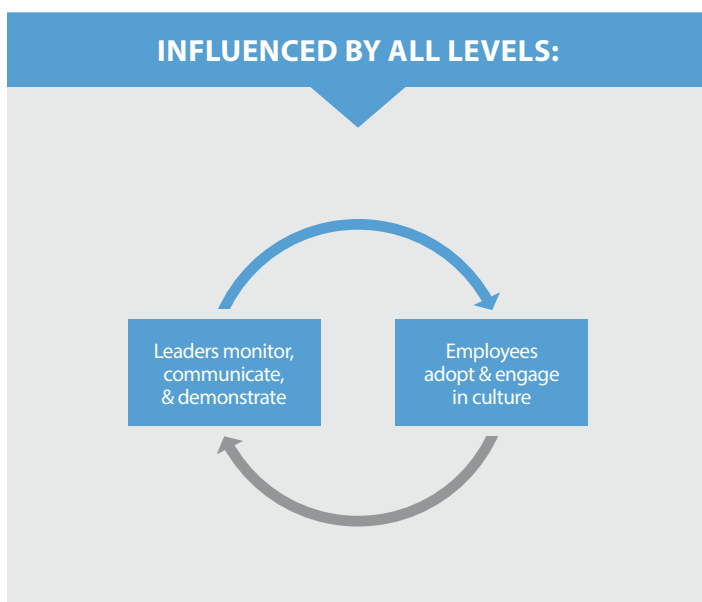 INFLUENCED BY ALL LEVELS:
Leaders monitor,
communicate,
& demonstrate
Employees
adopt & engage
in culture